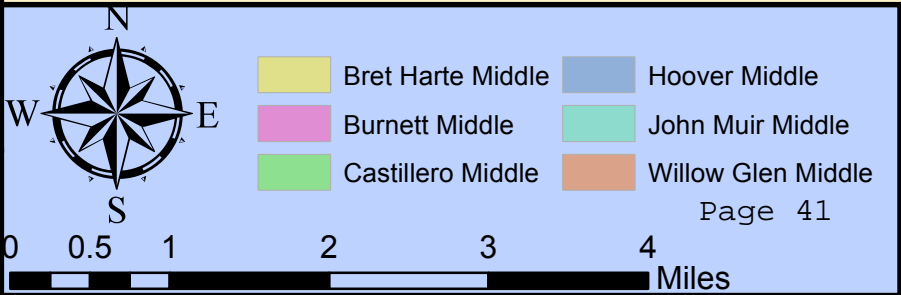 N
W E
S
Bret Harte Middle Hoover Middle
Burnett Middle John Muir Middle
Castillero Middle Willow Glen Middle
Page 41
0 0.5 1 2 3 4
Miles